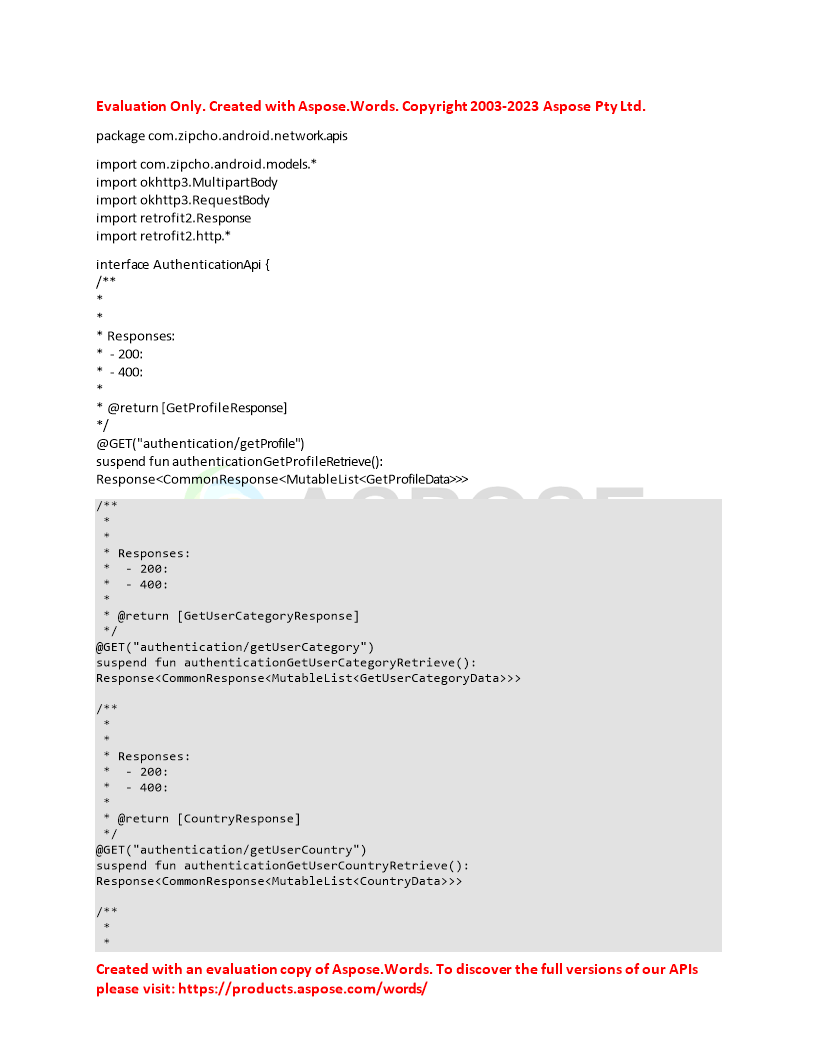 Evaluation Only. Created with Aspose.Words. Copyright 2003-2023 Aspose Pty Ltd.
package com.zipcho.android.network.apis
import com.zipcho.android.models.*
import okhttp3.MultipartBody
import okhttp3.RequestBody
import retrofit2.Response
import retrofit2.http.*
interface AuthenticationApi {
/**
*
*
* Responses:
*  - 200:
*  - 400:
*
* @return [GetProfileResponse]
*/
@GET("authentication/getProfile")
suspend fun authenticationGetProfileRetrieve():
Response<CommonResponse<MutableList<GetProfileData>>>
ASPOSE
/**
 *
 *
 * Responses:
 *  - 200:
 *  - 400:
 *
 * @return [GetUserCategoryResponse]
 */
@GET("authentication/getUserCategory")
suspend fun authenticationGetUserCategoryRetrieve():
Response<CommonResponse<MutableList<GetUserCategoryData>>>
/**
 *
 *
 * Responses:
 *  - 200:
 *  - 400:
 *
 * @return [CountryResponse]
 */
@GET("authentication/getUserCountry")
suspend fun authenticationGetUserCountryRetrieve():
Response<CommonResponse<MutableList<CountryData>>>
/**
 *
 *
Created with an evaluation copy of Aspose.Words. To discover the full versions of our APIs
please visit: https://products.aspose.com/words/